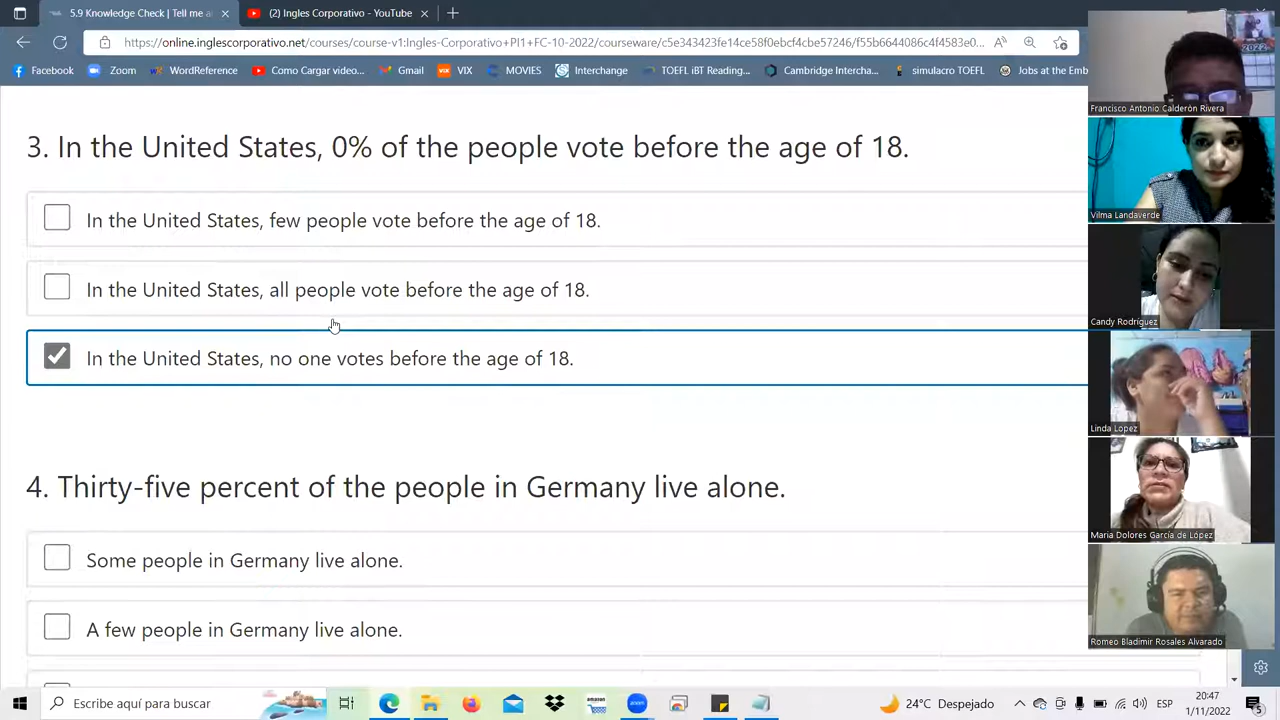 5.9 Knowledge Check | Tell me a
(2) Ingles Corporativo - YouTube
https://online.inglescorporativo.net/courses/course-v1:Ingles-Corporativo+PI1+FC-10-2022/courseware/c5e343423fe14ce58f0ebcf4cbe57246/f55b6644086c4f4583e0...
Facebook
Zoom
WordReference
Como Cargar video...
Gmail
VIX
MOVIES
Interchange
TOEFL iBT Reading...
Cambridge Intercha...
simulacro TOEFL
Jobs at the Emb
3. In the United States, 0% of the people vote before the age of 18.
In the United States, few people vote before the age of 18.
In the United States, all people vote before the age of 18.
In the United States, no one votes before the age of 18.
4. Thirty-five percent of the people in Germany live alone.
Some people in Germany live alone.
A few people in Germany live alone.
2022
Francisco Antonio Calderón Rivera
Vilma Landaverde
Candy Rodríguez
Linda Lopez
Maria Dolores Garcia de López
Romeo Bladimir Rosales Alvarado
Escribe aquí para buscar
amazon
zoom
24°C Despejado
ESP
20:47
1/11/2022
5